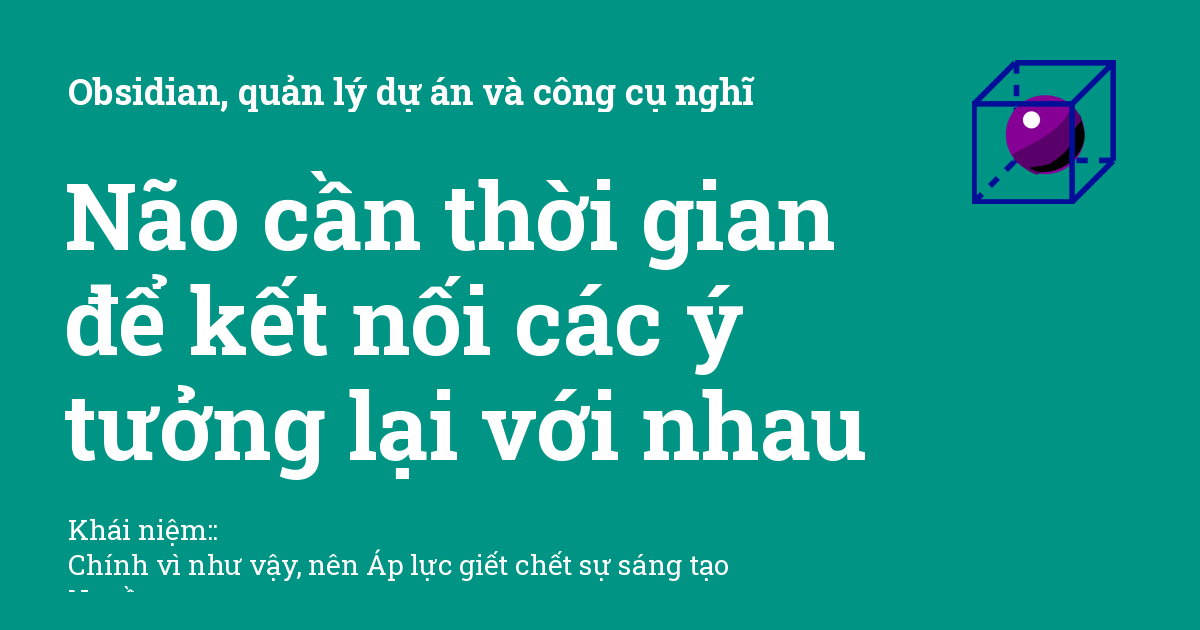 Obsidian, quản lý dự án và công cụ nghĩ
Não cần thời gian
để kết nối các ý
tưởng lại với nhau
Khái niệm::
Chính vì như vậy, nên Áp lực giết chết sự sáng tạo